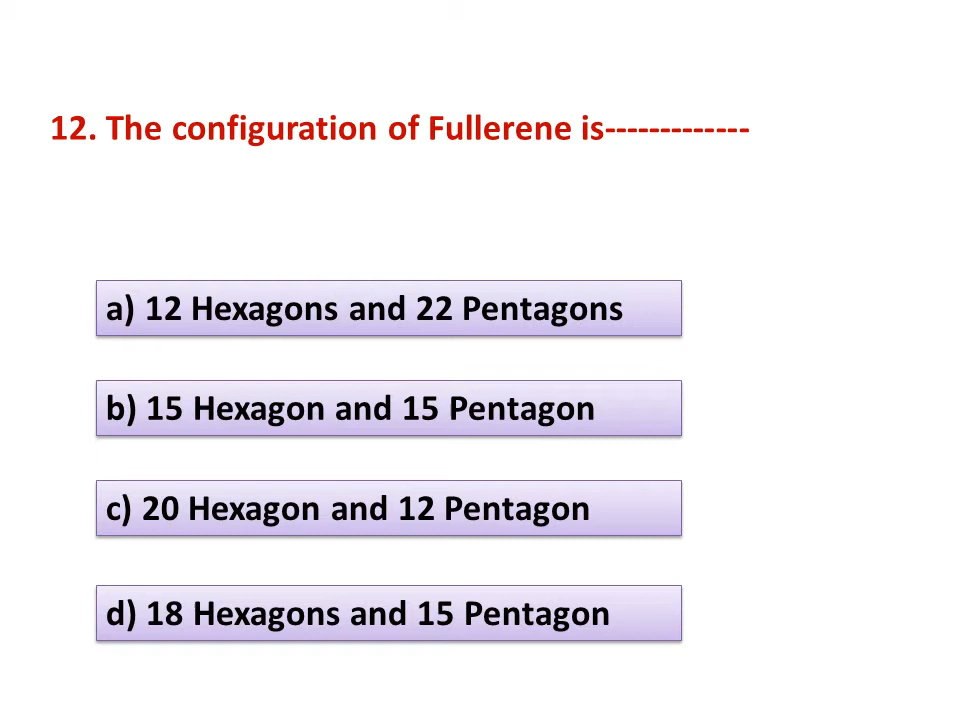 12. The configuration of Fullerene is-------------
a) 12 Hexagons and 22 Pentagons
b) 15 Hexagon and 15 Pentagon
c) 20 Hexagon and 12 Pentagon
d) 18 Hexagons and 15 Pentagon